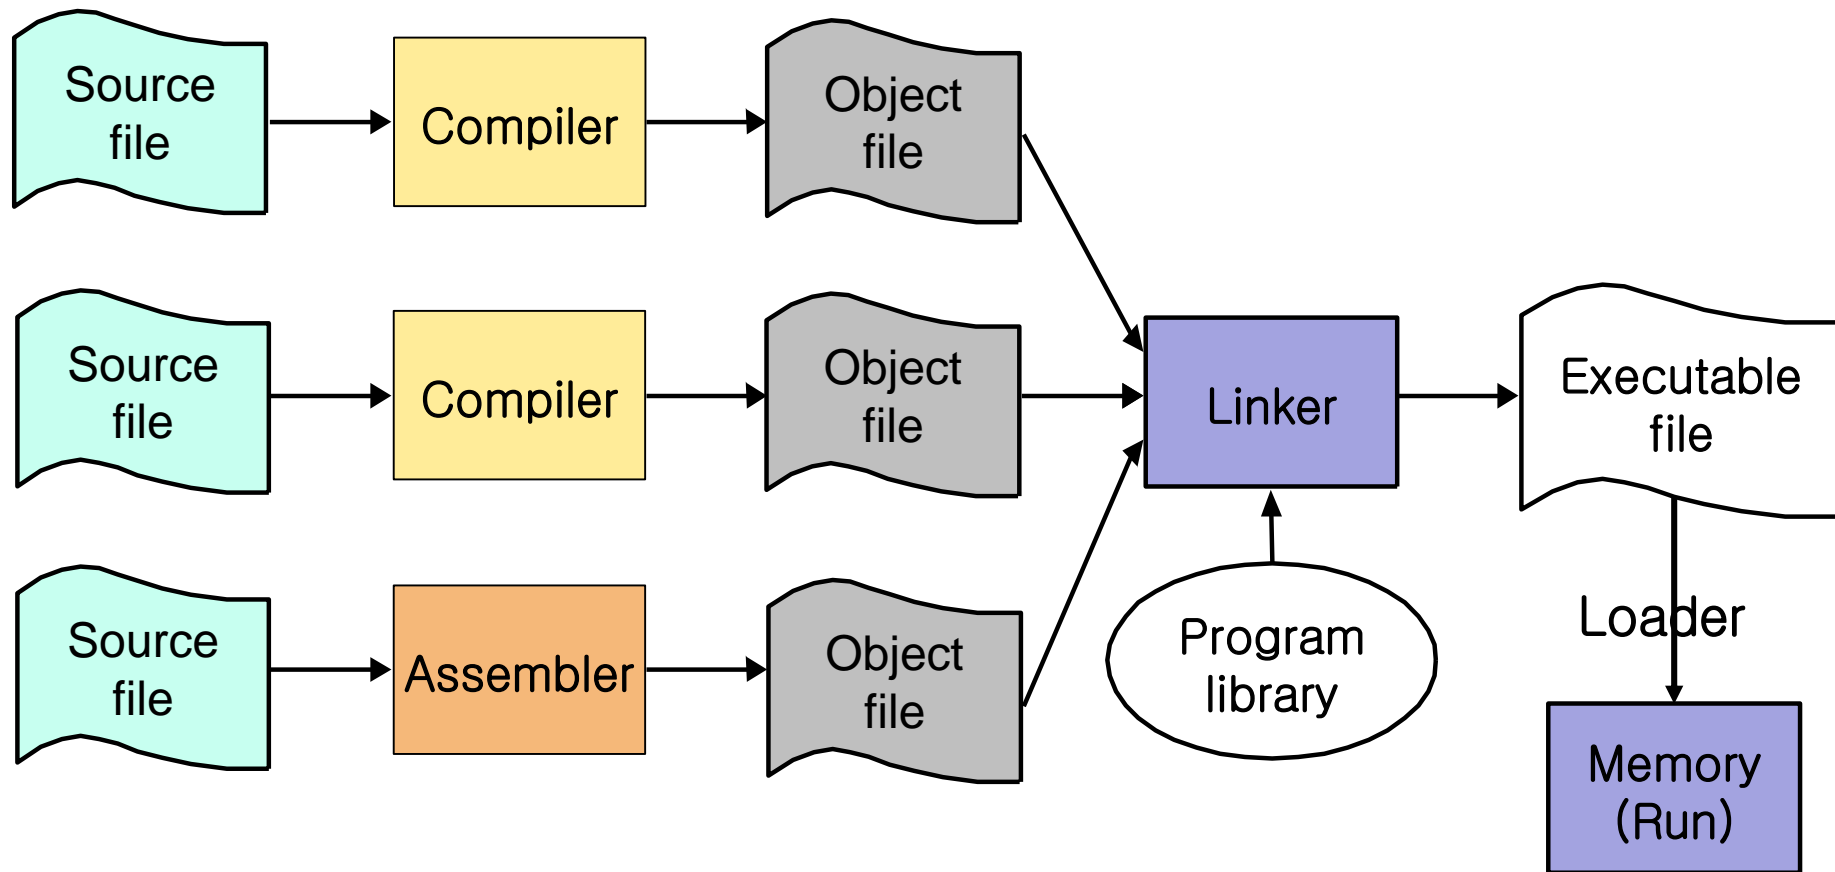 Source
file
Compiler
Object
file
Source
file
Compiler
Object
file
Linker
Executable
file
Source
file
Assembler
Object
file
Program
library
Loader
Memory
(Run)